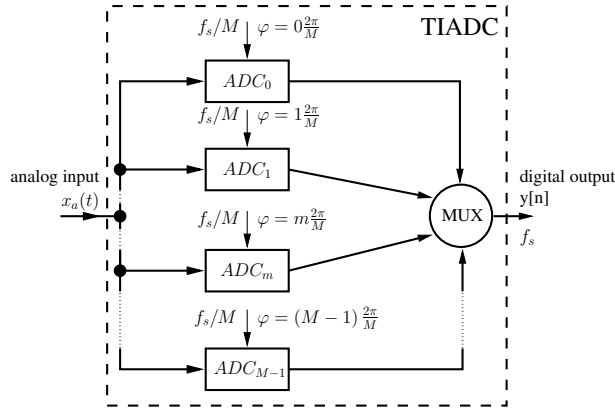 TIADC
f_s/M φ = 0 2π/M
ADC_0
f_s/M φ = 1 2π/M
ADC_1
analog input
x_a(t)
digital output
y[n]
MUX
f_s
f_s/M φ = m 2π/M
ADC_m
f_s/M φ = (M − 1) 2π/M
ADC_{M−1}